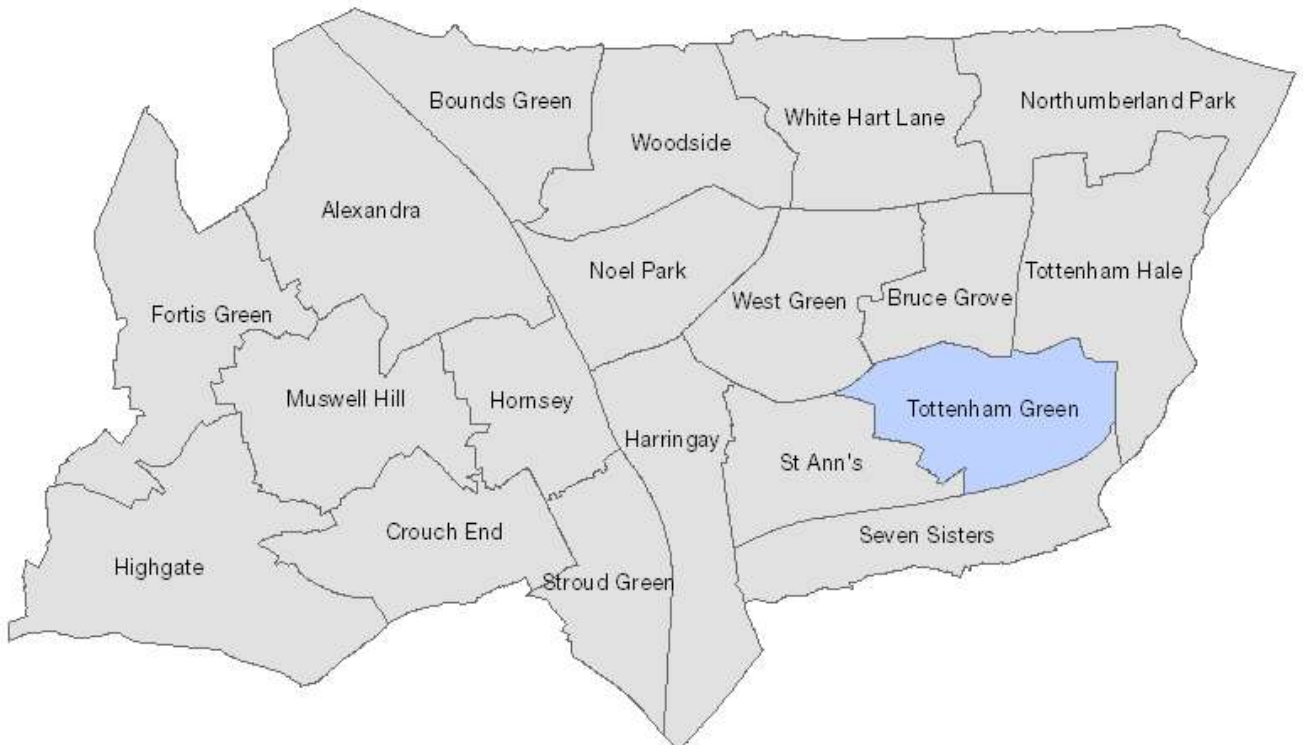 Bounds Green
Northumberland Park
White Hart Lane
Woodside
Alexandra
Noel Park
Tottenham Hale
West Green
Bruce Grove
Fortis Green
Muswell Hill
Hornsey
Tottenham Green
Harringay
St Ann's
Crouch End
Seven Sisters
Highgate
Stroud Green